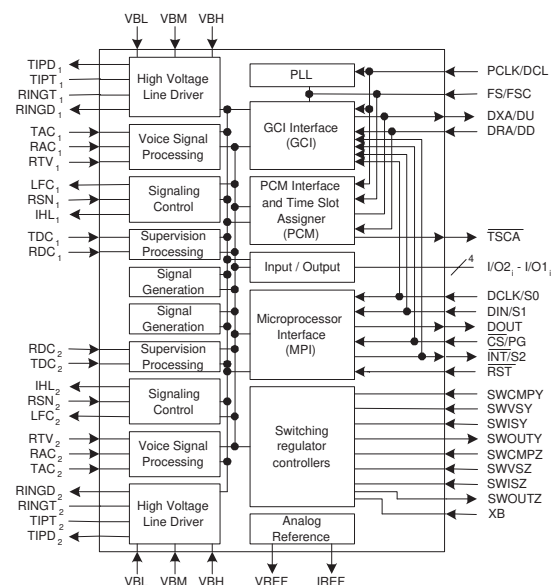 VBL VBM VBH
TIPD1
TIPT1
RINGT1
RINGD1
High Voltage
Line Driver
TAC1
RAC1
RTV1
Voice Signal
Processing
LFC1
RSN1
IHL1
Signaling
Control
TDC1
RDC1
Supervision
Processing
Signal
Generation
Signal
Generation
RDC2
TDC2
Supervision
Processing
IHL2
RSN2
LFC2
Signaling
Control
RTV2
RAC2
TAC2
Voice Signal
Processing
RINGD2
RINGT2
TIPT2
TIPD2
High Voltage
Line Driver
VBL VBM VBH
PLL
GCI Interface
(GCI)
PCM Interface
and Time Slot
Assigner
(PCM)
Input / Output
Microprocessor
Interface
(MPI)
Switching
regulator
controllers
Analog
Reference
VREF IREF
PCLK/DCL
FS/FSC
DXA/DU
DRA/DD
TSCA
4
I/O2i - I/O1i
DCLK/S0
DIN/S1
DOUT
CS/PG
INT/S2
RST
SWCMPY
SWVSY
SWISY
SWOUTY
SWCMPZ
SWVSZ
SWISZ
SWOUTZ
XB